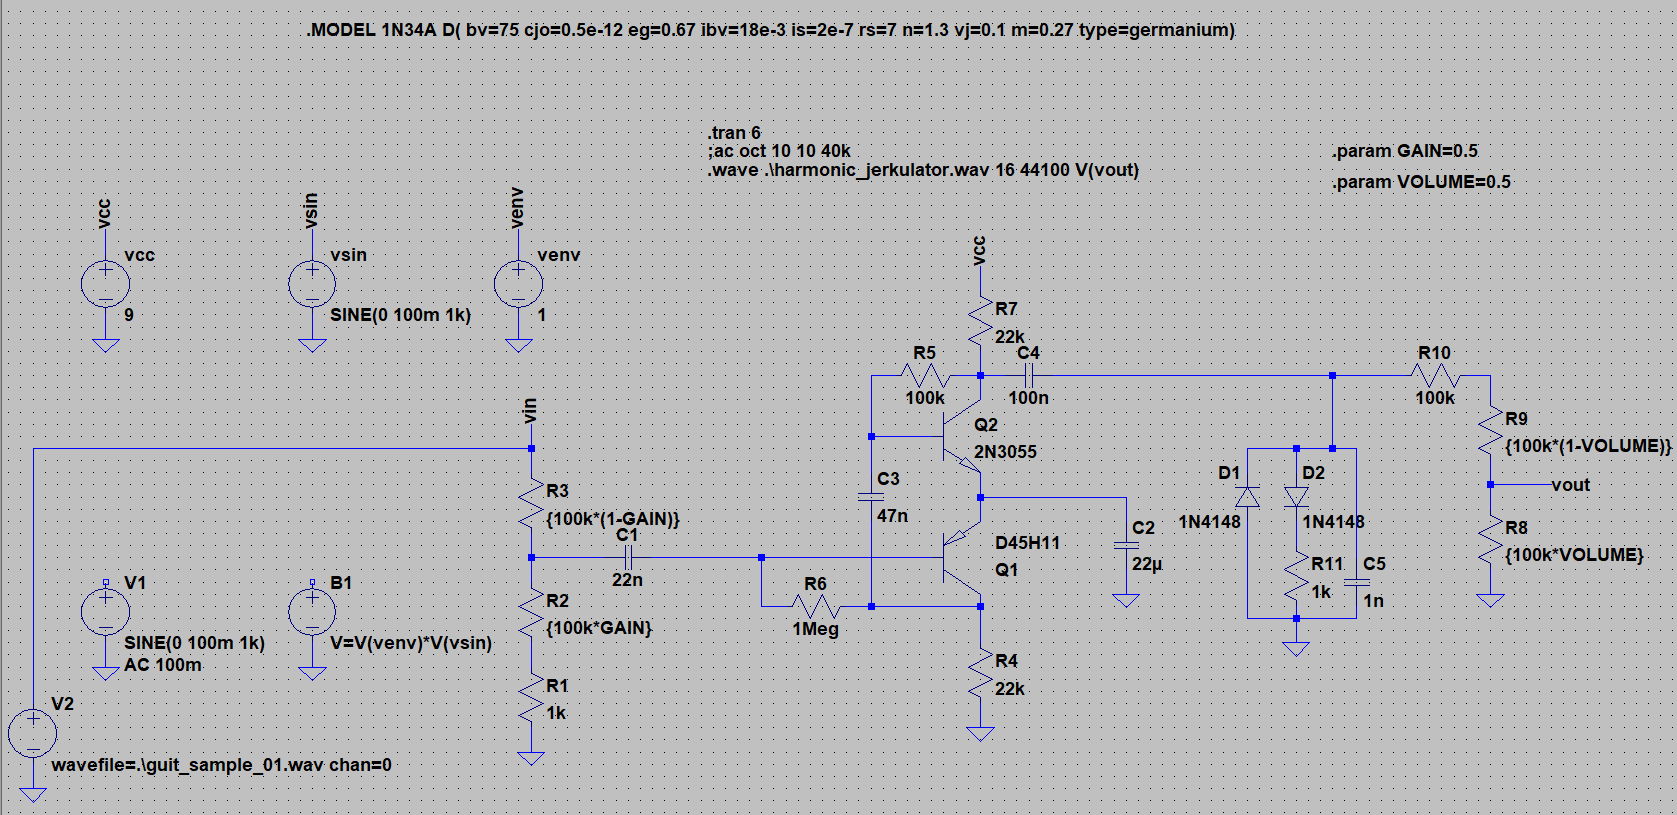 .MODEL 1N34A D( bv=75 cjo=0.5e-12 eg=0.67 ibv=18e-3 is=2e-7 rs=7 n=1.3 vj=0.1 m=0.27 type=germanium)
.tran 6
;ac oct 10 10 40k
.wave .\harmonic_jerkulator.wav 16 44100 V(vout)
.param GAIN=0.5
.param VOLUME=0.5
vcc
vcc
9
vsin
vsin
SINE(0 100m 1k)
venv
venv
1
vin
R3
{100k*(1-GAIN)}
C1
22n
R2
{100k*GAIN}
R1
1k
V1
SINE(0 100m 1k)
AC 100m
B1
V=V(venv)*V(vsin)
V2
wavefile=.\guit_sample_01.wav chan=0
vcc
R7
22k
R5
100k
C4
100n
Q2
2N3055
C3
47n
D45H11
Q1
R6
1Meg
R4
22k
C2
22µ
D1
1N4148
D2
1N4148
R11
1k
C5
1n
R10
100k
R9
{100k*(1-VOLUME)}
vout
R8
{100k*VOLUME}